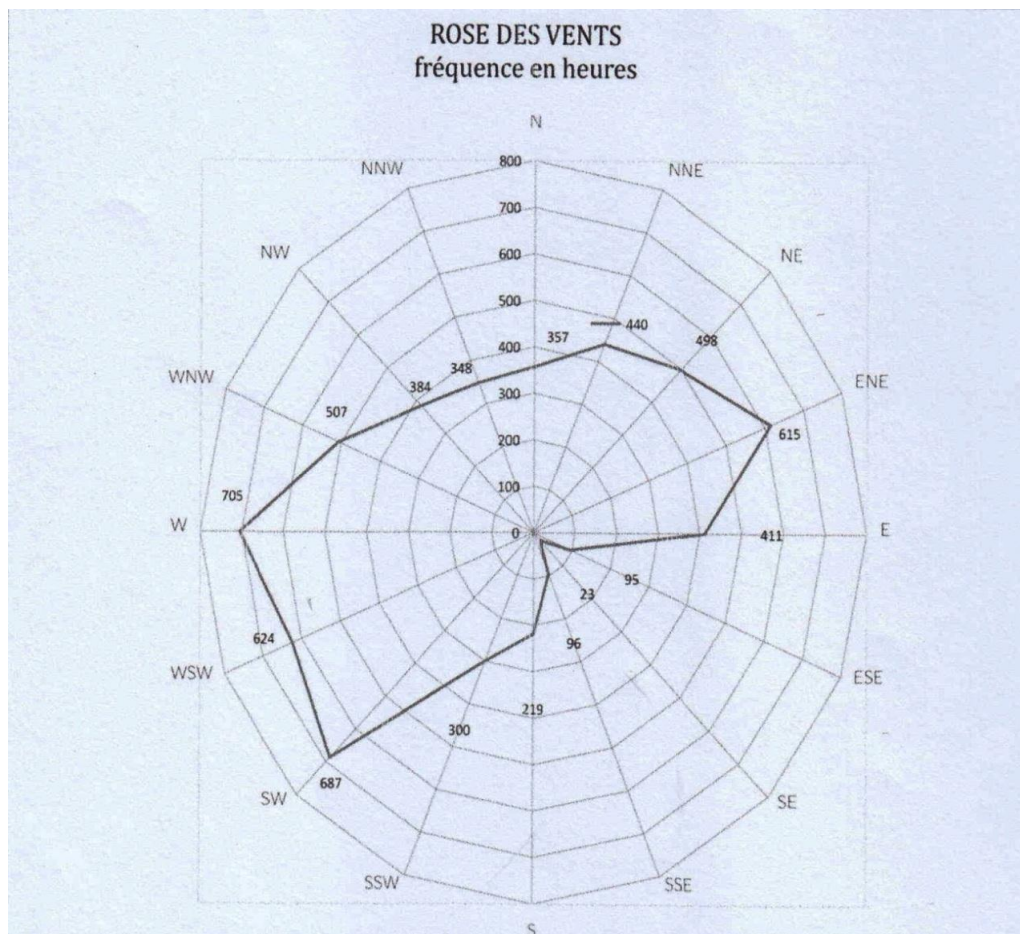 ROSE DES VENTS
fréquence en heures
N
NNW
800
NNE
700
NW
NE
600
500
440
498
357
400
348
WNW
384
ENE
300
507
615
200
705
100
W
0
E
411
95
23
624
96
WSW
ESE
219
300
687
SW
SE
SSW
SSE
S